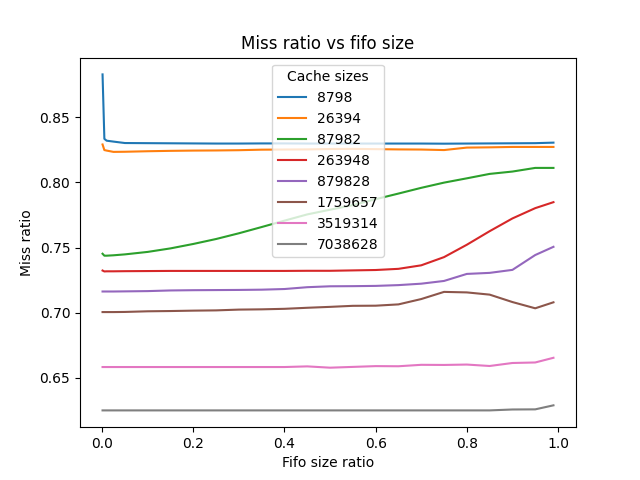 Miss ratio vs fifo size
Cache sizes
8798
26394
87982
263948
879828
1759657
3519314
7038628
Miss ratio
0.85
0.80
0.75
0.70
0.65
0.0 0.2 0.4 0.6 0.8 1.0
Fifo size ratio